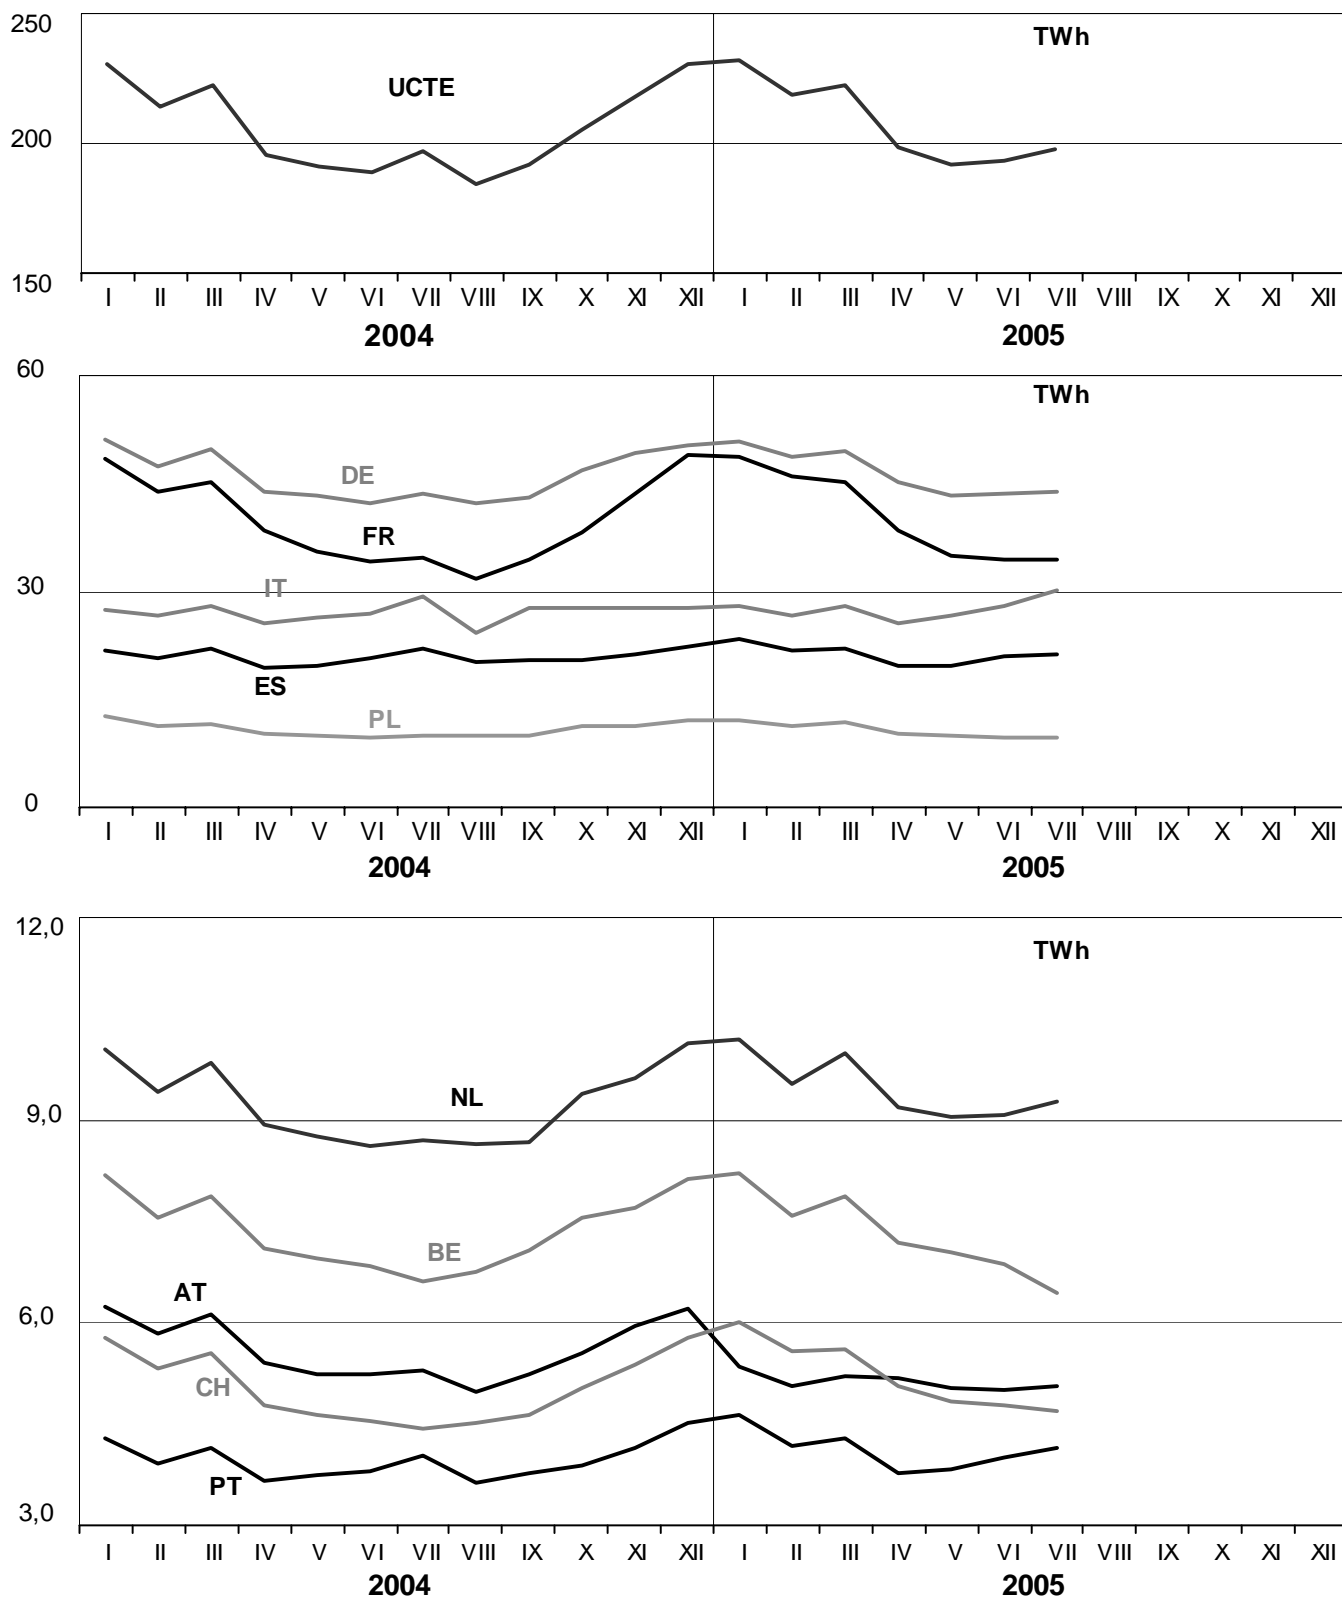 250
TWh
UCTE
200
150
I II III IV V VI VII VIII IX X XI XII I II III IV V VI VII VIII IX X XI XII
2004 2005
60
TWh
DE
FR
IT
30
ES
PL
0
I II III IV V VI VII VIII IX X XI XII I II III IV V VI VII VIII IX X XI XII
2004 2005
12,0
TWh
NL
9,0
BE
AT
6,0
CH
PT
3,0
I II III IV V VI VII VIII IX X XI XII I II III IV V VI VII VIII IX X XI XII
2004 2005